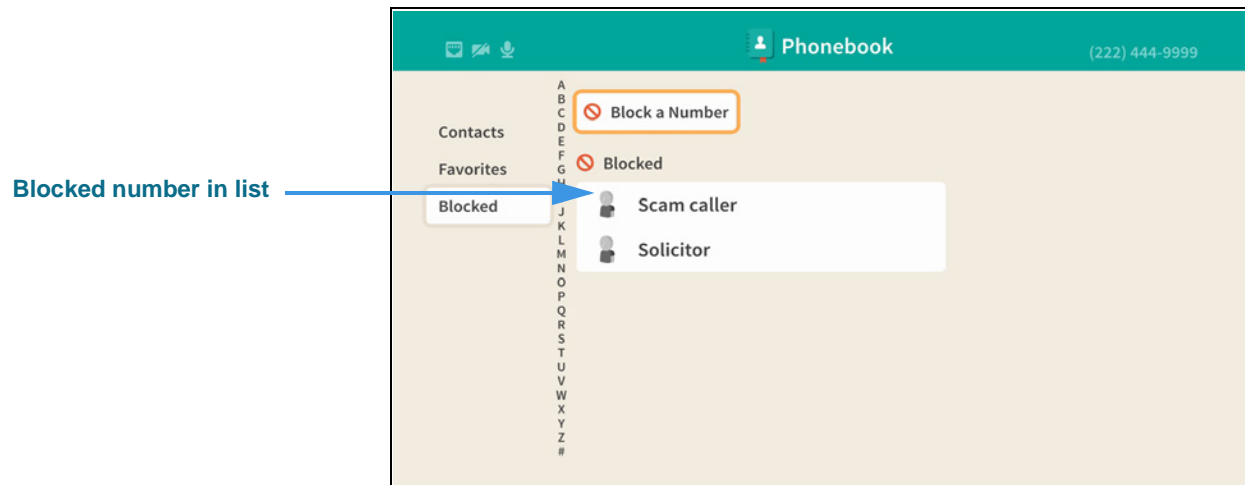 Phonebook
(222) 444-9999
Contacts
Favorites
Blocked
A
B
C
D
E
F
G
H
J
K
L
M
N
O
P
Q
R
S
T
U
V
W
X
Y
Z
#
Block a Number
Blocked
Scam caller
Solicitor
Blocked number in list